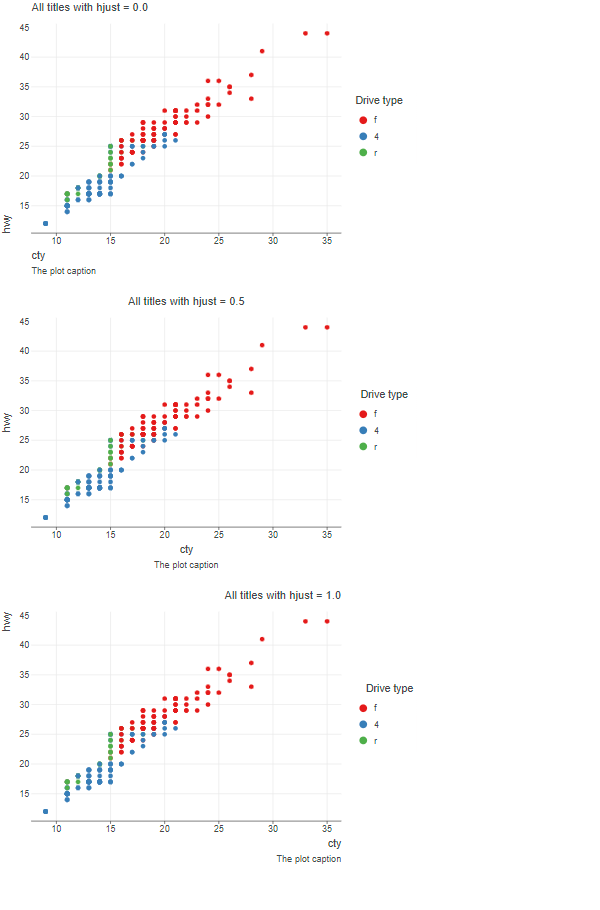 All titles with hjust = 0.0
45
40
35
30
25
20
15
hwy
10 15 20 25 30 35
cty
The plot caption
Drive type
f
4
r
All titles with hjust = 0.5
45
40
35
30
25
20
15
hwy
10 15 20 25 30 35
cty
The plot caption
Drive type
f
4
r
All titles with hjust = 1.0
hwy
45
40
35
30
25
20
15
10 15 20 25 30 35
cty
The plot caption
Drive type
f
4
r